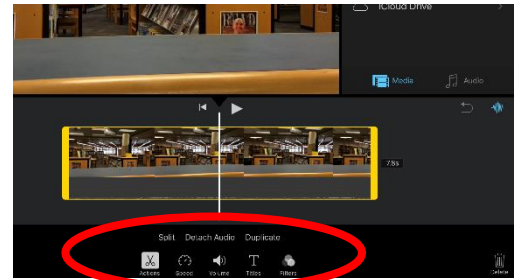 iCloud Drive
Media Audio
7.8s
Split Detach Audio Duplicate
Actions Speed Volume Titles Filters Delete